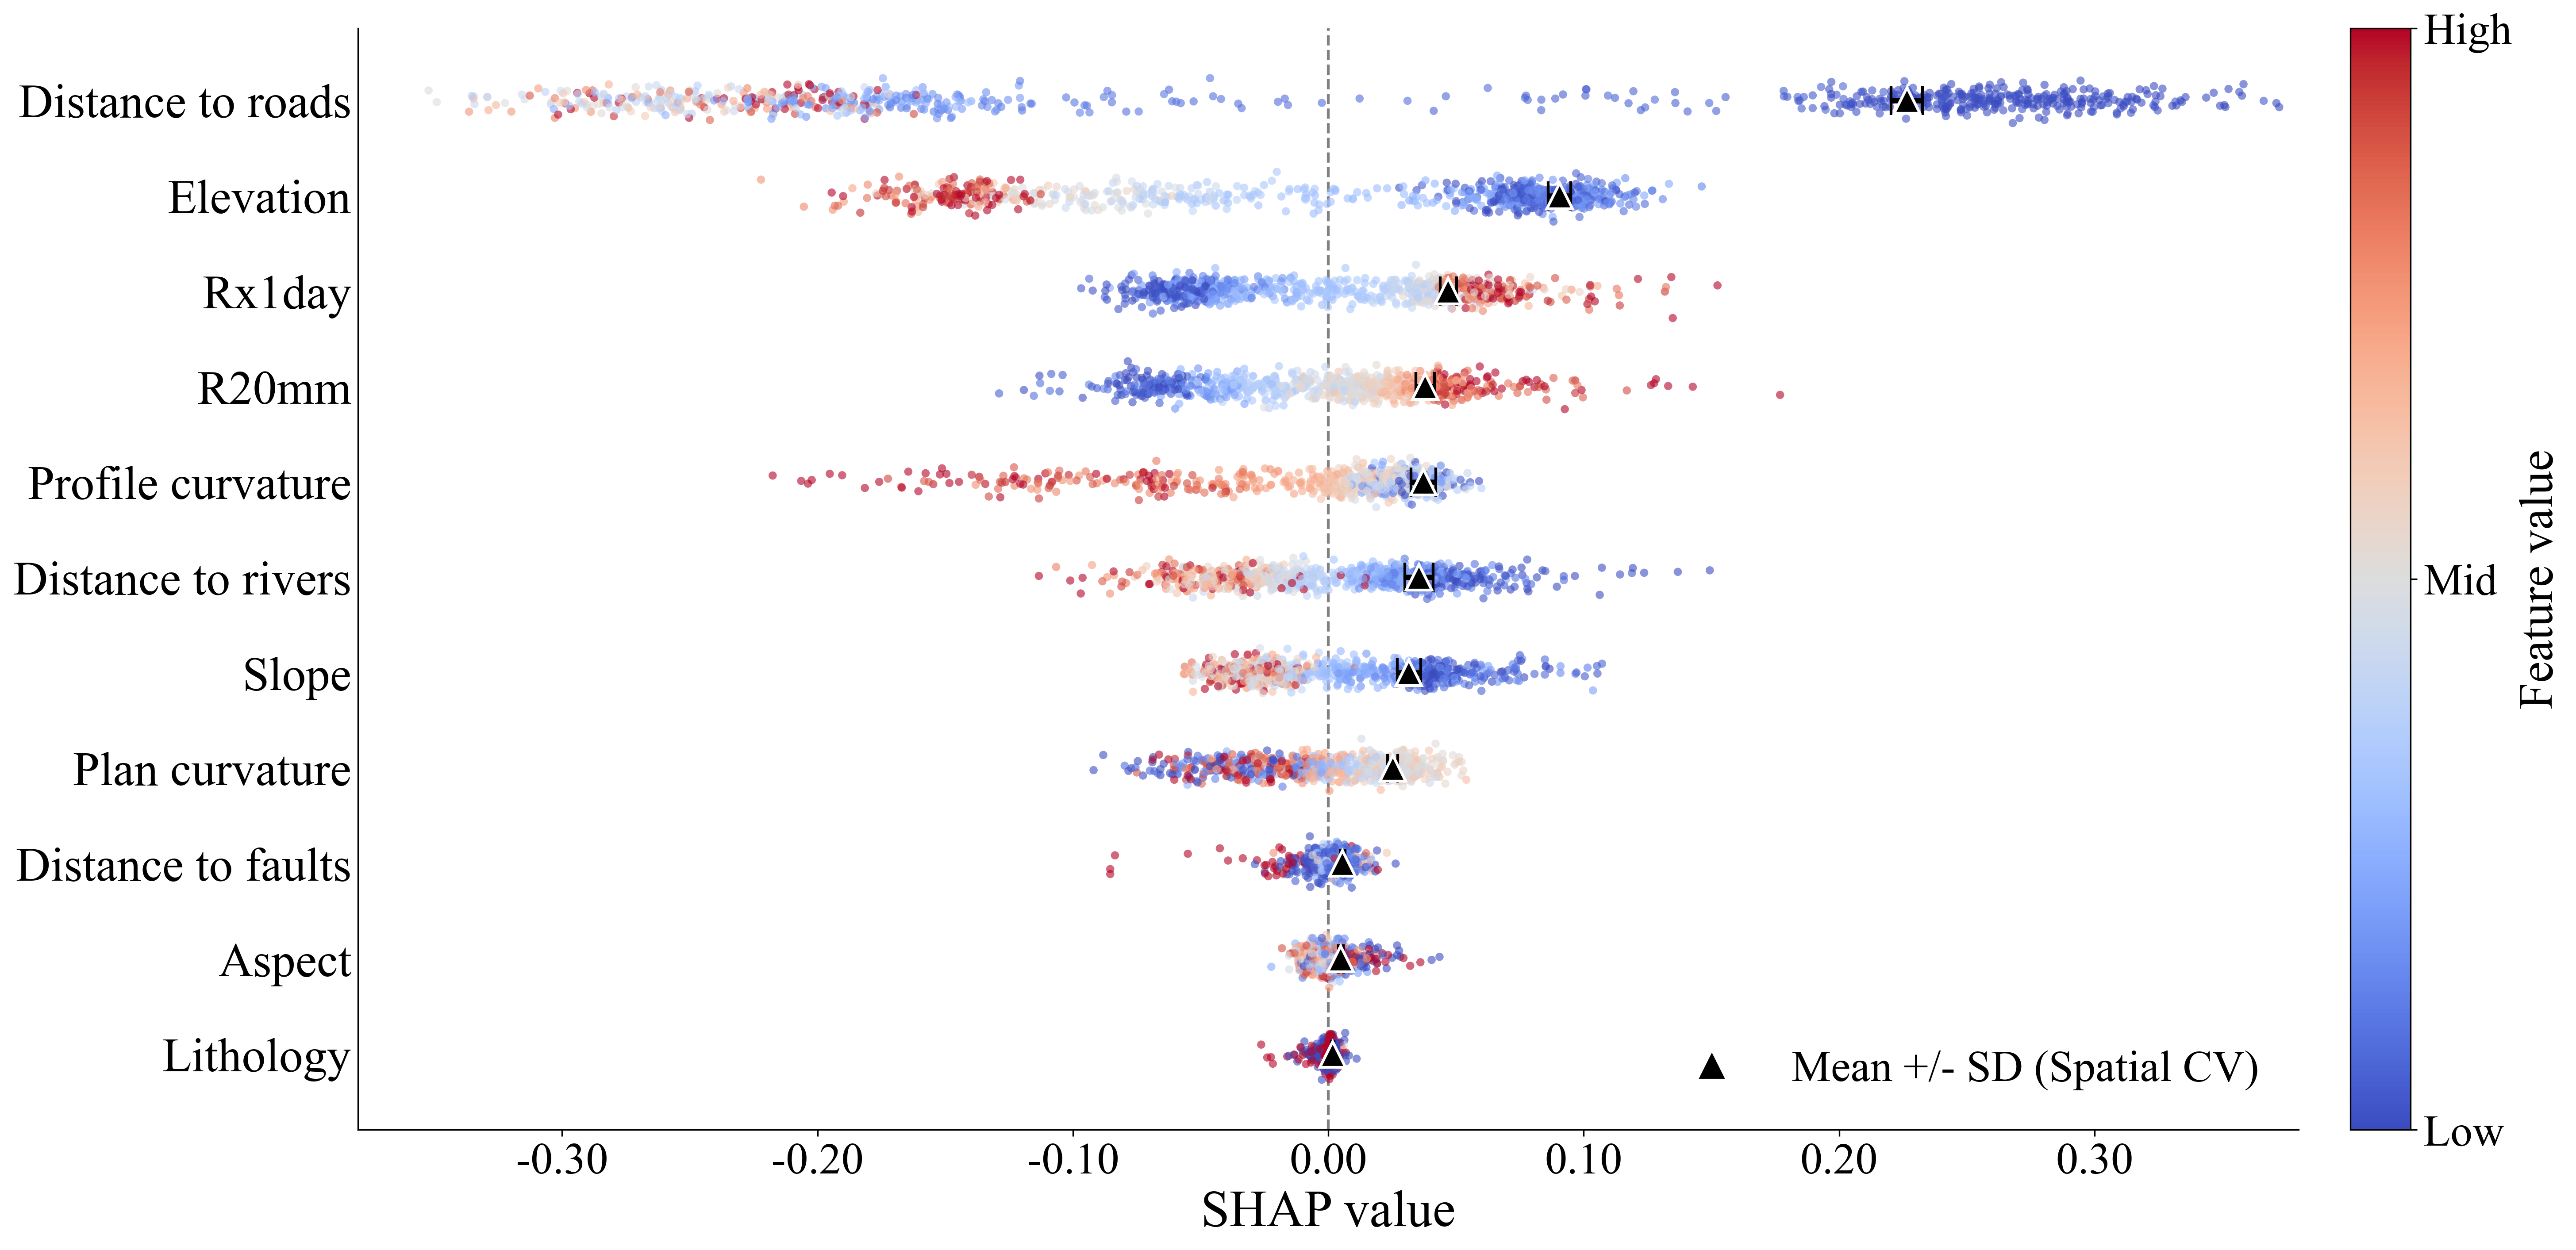 Distance to roads
Elevation
Rx1day
R20mm
Profile curvature
Distance to rivers
Slope
Plan curvature
Distance to faults
Aspect
Lithology
Mean +/- SD (Spatial CV)
-0.30 -0.20 -0.10 0.00 0.10 0.20 0.30
SHAP value
High
Mid
Low
Feature value